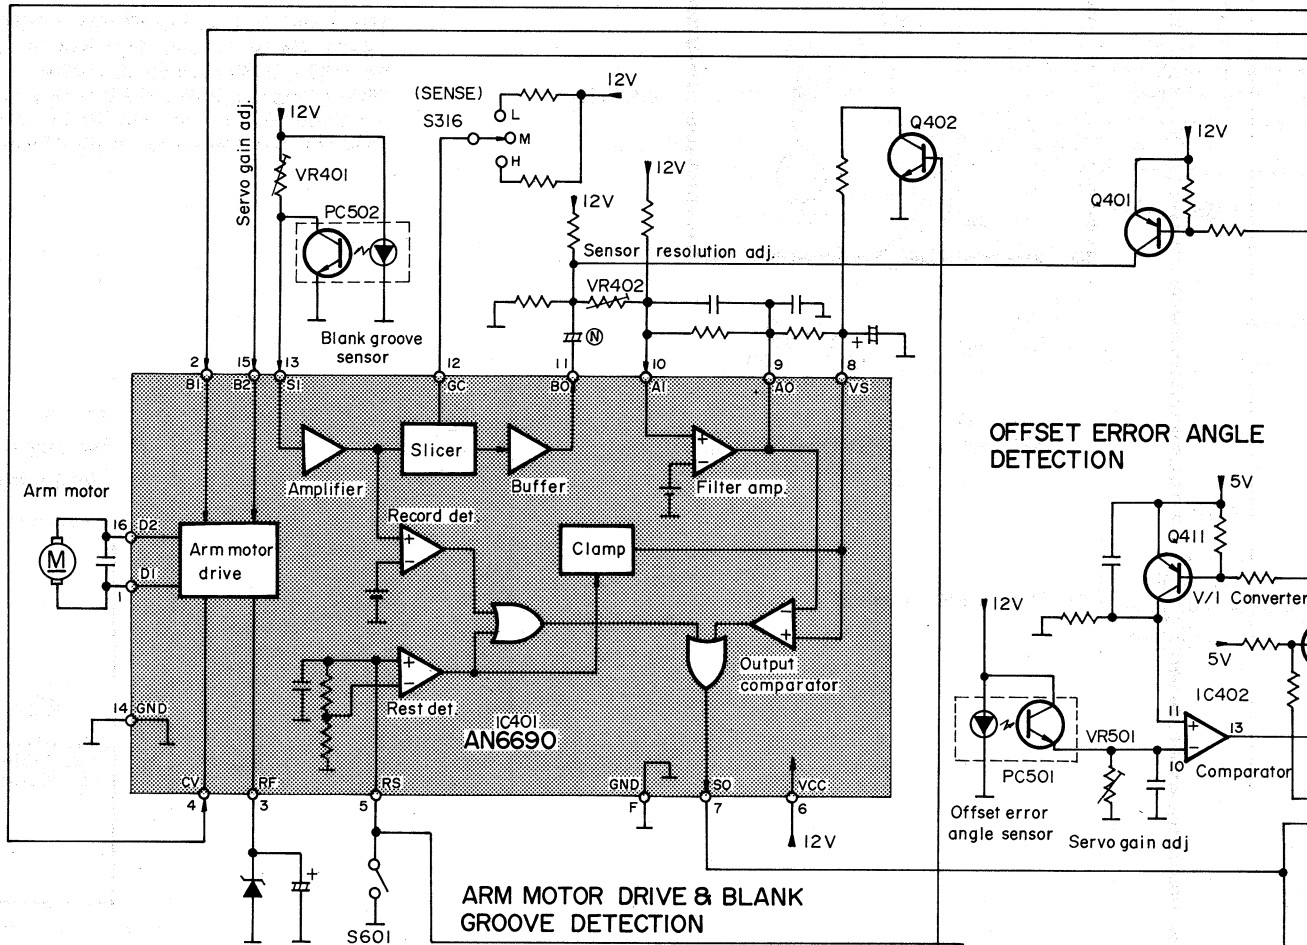 12V
(SENSE)
S316
L
M
H
12V
Servo gain adj.
VR401
PC502
Blank groove
sensor
12V
12V
Q402
12V
Q401
Sensor resolution adj.
VR402
N
+
2
15
13
12
11
10
9
8
B1
B2
S1
GC
BO
AI
AO
VS
Slicer
Amplifier
Buffer
+
−
Filter amp.
Record det.
+
−
Clamp
Arm motor
M
16
D2
D1
1
Arm motor
drive
−
+
Output
comparator
+
−
Rest det.
IC401
AN6690
14
GND
CV
4
RF
3
RS
5
GND
F
SO
7
VCC
6
12V
+
S601
ARM MOTOR DRIVE & BLANK
GROOVE DETECTION
OFFSET ERROR ANGLE
DETECTION
5V
Q411
V/I Converter
12V
5V
IC402
11
+
−
10
13
Comparator
VR501
PC501
Offset error
angle sensor
Servo gain adj